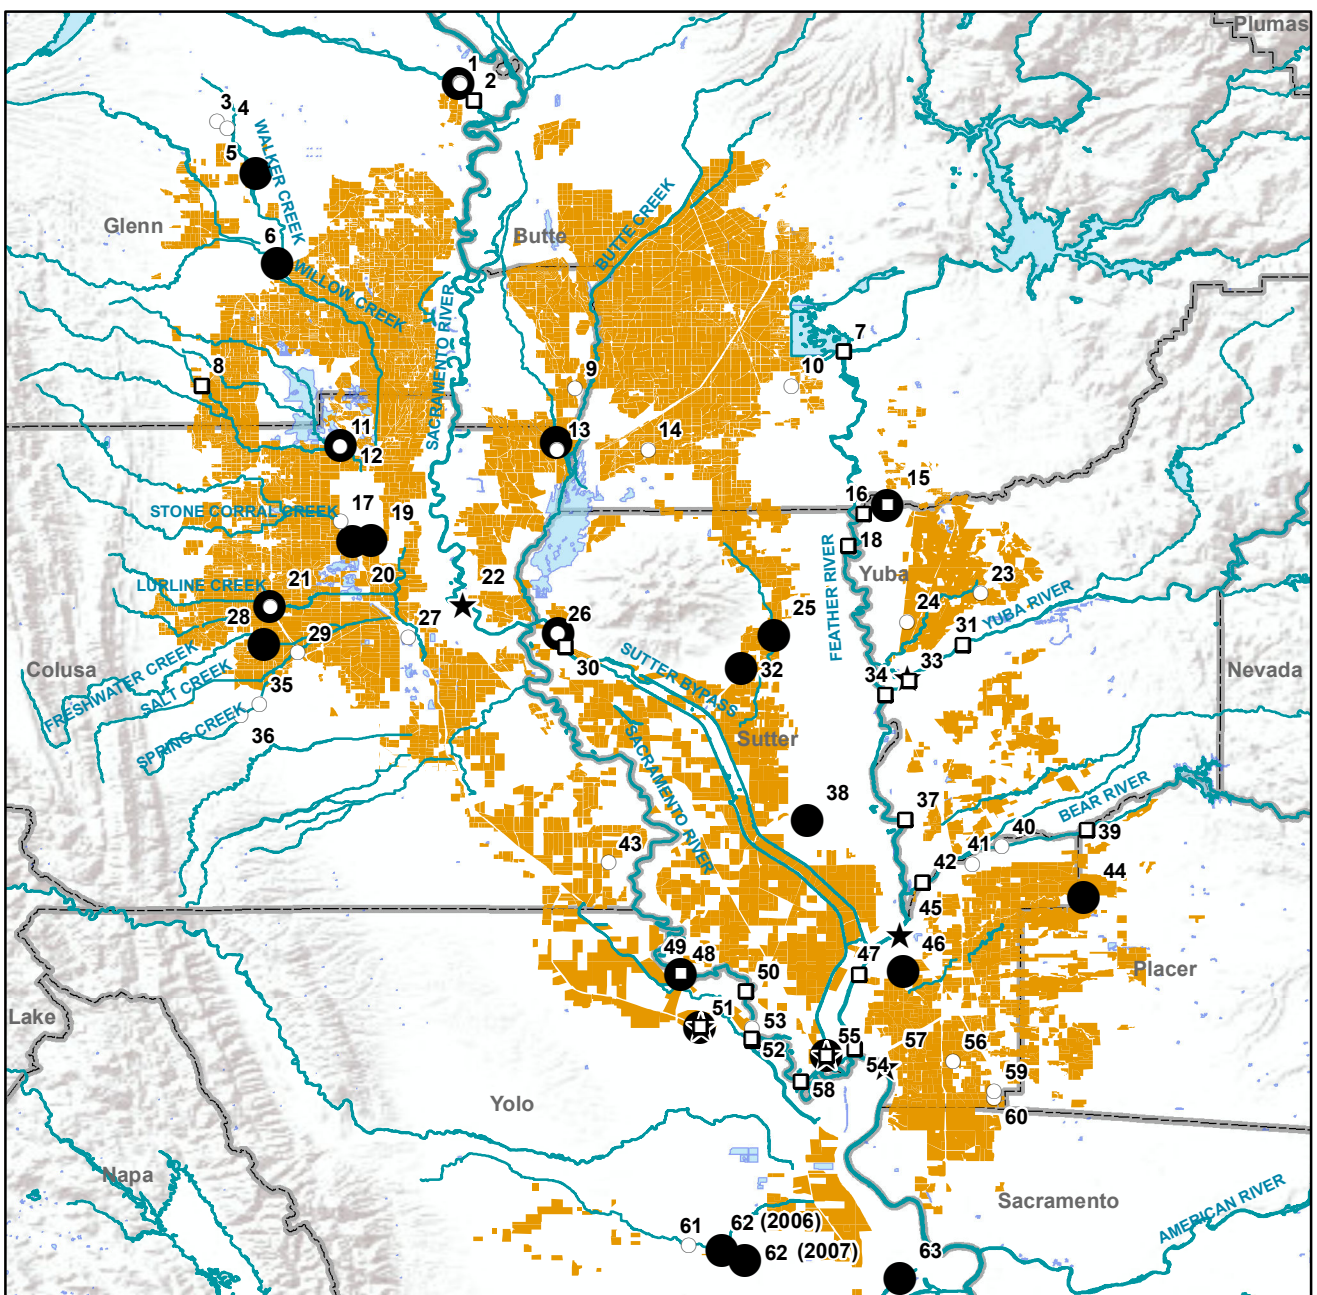 Plumas
1
2
3
4
WALKER CREEK
5
Glenn
BUTTE CREEK
Butte
6
WILLOW CREEK
SACRAMENTO RIVER
7
8
9
10
11
12
13
14
15
16
17
STONE CORRAL CREEK
19
18
FEATHER RIVER
Yuba
20
LURLINE CREEK
21
22
23
24
YUBA RIVER
25
26
27
28
29
30
31
32
33
34
SUTTER BYPASS
Colusa
FRESHWATER CREEK
SALT CREEK
35
SPRING CREEK
36
Nevada
Sutter
SACRAMENTO RIVER
37
38
BEAR RIVER
39
40
41
42
43
44
45
46
47
48
49
50
Placer
Lake
51
52
53
54
55
56
57
58
59
60
Yolo
Napa
Sacramento
AMERICAN RIVER
61
62 (2006)
62 (2007)
63